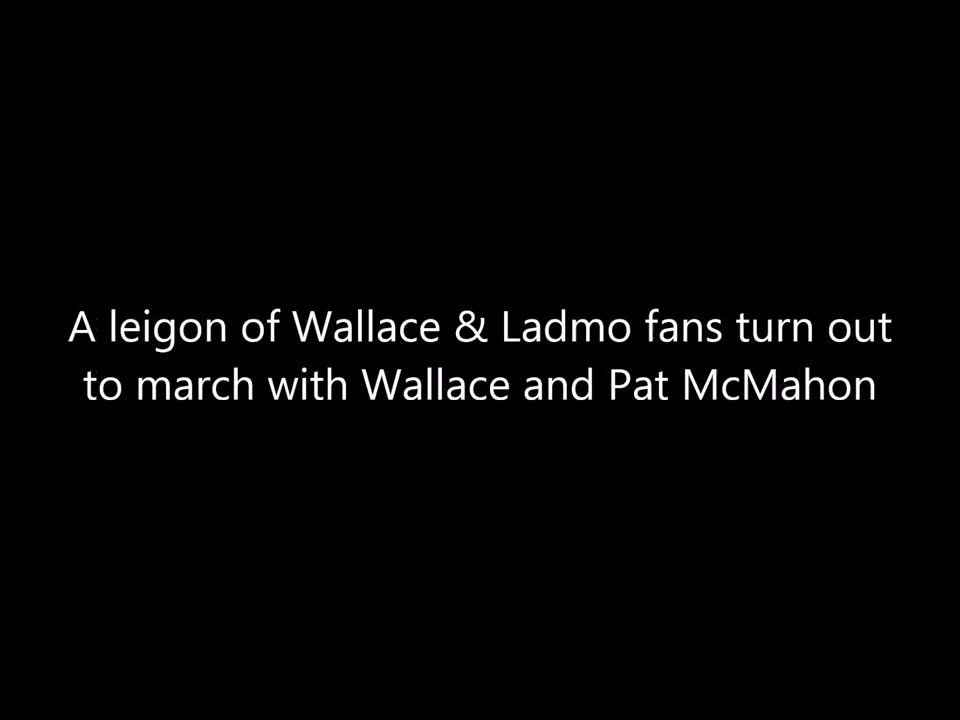 A leigon of Wallace & Ladmo fans turn out
to march with Wallace and Pat McMahon